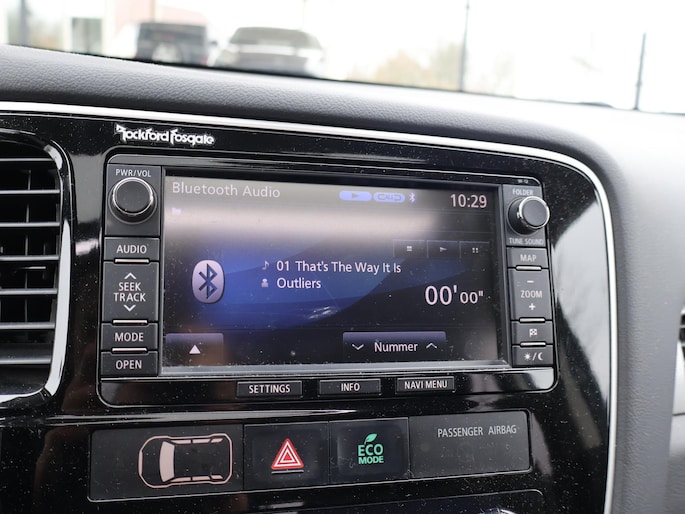 Rockford Fosgate
PWR/VOL
FOLDER
Bluetooth Audio
10:29
TUNE SOUND
AUDIO
MAP
SEEK
TRACK
01 That's The Way It Is
Outliers
00'00"
−
ZOOM
+
MODE
Nummer
OPEN
SETTINGS
INFO
NAVI MENU
ECO
MODE
PASSENGER AIRBAG